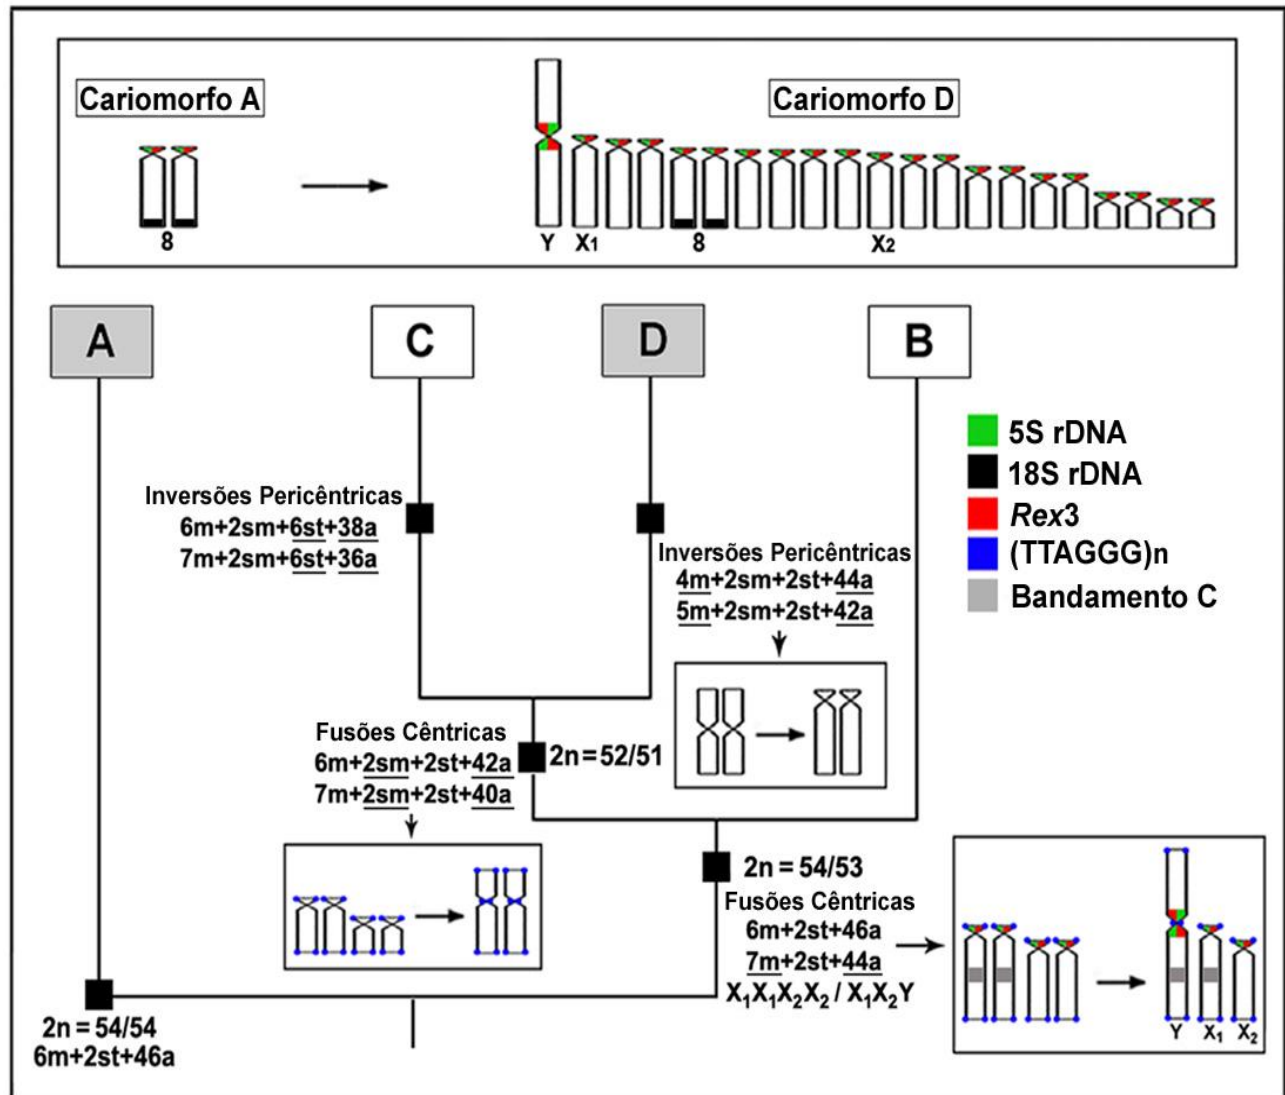 Cariomorfo A
Cariomorfo D
8
Y
X1
8
X2
A
C
D
B
5S rDNA
18S rDNA
Rex3
(TTAGGG)n
Bandamento C
Inversões Pericêntricas
6m+2sm+6st+38a
7m+2sm+6st+36a
Inversões Pericêntricas
4m+2sm+2st+44a
5m+2sm+2st+42a
Fusões Cêntricas
6m+2sm+2st+42a
7m+2sm+2st+40a
2n=52/51
2n = 54/53
Fusões Cêntricas
6m+2st+46a
7m+2st+44a
X1X1X2X2 / X1X2Y
Y
X1
X2
2n = 54/54
6m+2st+46a